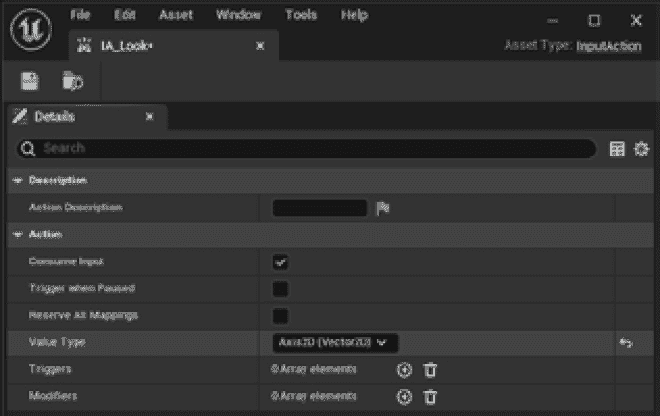 File Edit Asset Window Tools Help
IA_Look•
Asset Type: InputAction
Details
Search
Description
Action Description
Action
Consume Input
Trigger when Paused
Reserve All Mappings
Value Type Axis2D (Vector2D)
Triggers 0 Array elements
Modifiers 0 Array elements